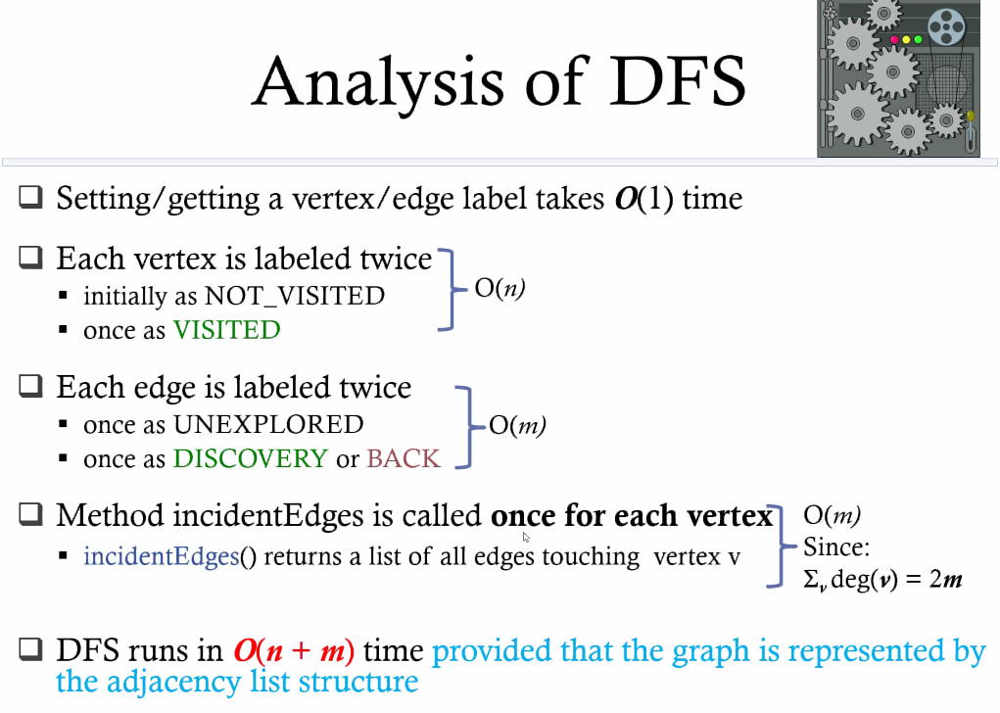 Analysis of DFS
Setting/getting a vertex/edge label takes O(1) time
Each vertex is labeled twice
initially as NOT_VISITED
once as VISITED
O(n)
Each edge is labeled twice
once as UNEXPLORED
once as DISCOVERY or BACK
O(m)
Method incidentEdges is called once for each vertex
incidentEdges() returns a list of all edges touching vertex v
O(m)
Since:
Σv deg(v) = 2m
DFS runs in O(n + m) time provided that the graph is represented by
the adjacency list structure